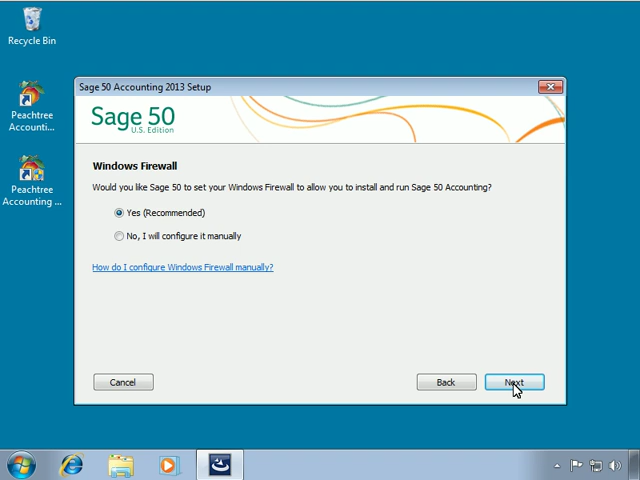 Recycle Bin
Sage 50 Accounting 2013 Setup
Sage 50
U.S. Edition
Peachtree
Accounti...
Windows Firewall
Would you like Sage 50 to set your Windows Firewall to allow you to install and run Sage 50 Accounting?
Peachtree
Accounting ...
Yes (Recommended)
No, I will configure it manually
How do I configure Windows Firewall manually?
Cancel
Back
Next